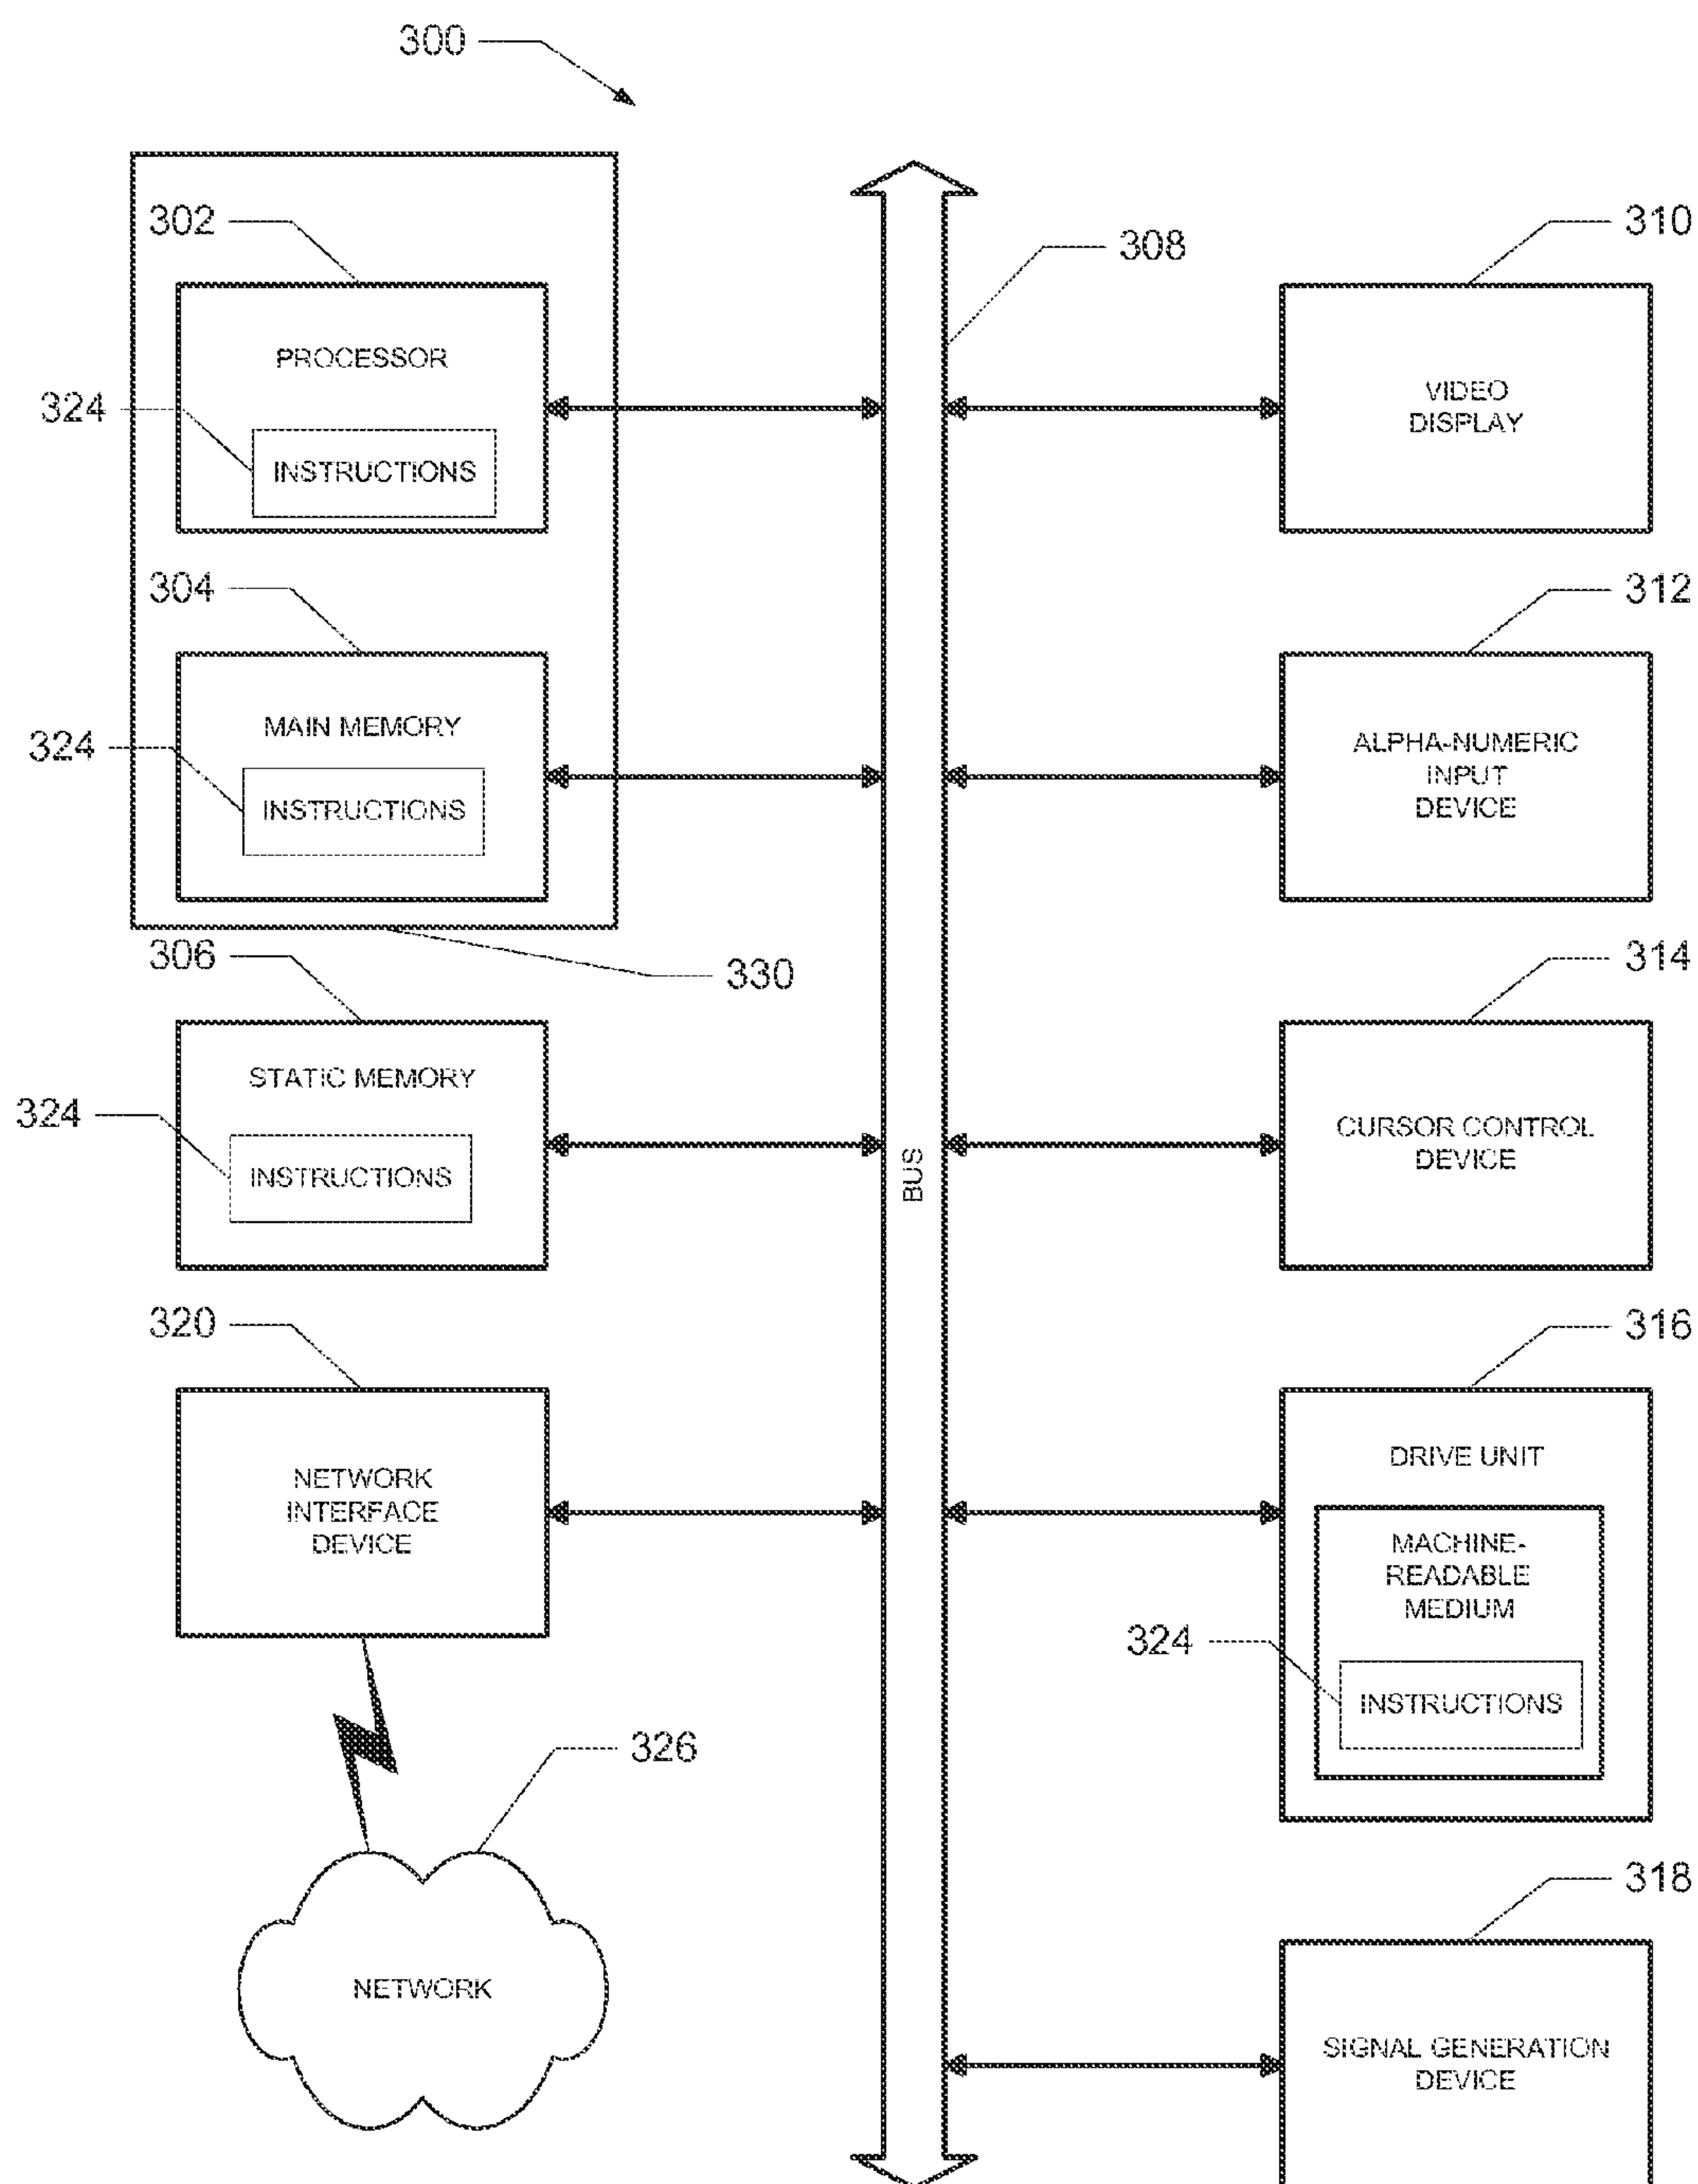 300
302
PROCESSOR
324
INSTRUCTIONS
304
MAIN MEMORY
324
INSTRUCTIONS
330
306
STATIC MEMORY
324
INSTRUCTIONS
320
NETWORK
INTERFACE
DEVICE
326
NETWORK
308
BUS
310
VIDEO
DISPLAY
312
ALPHA-NUMERIC
INPUT
DEVICE
314
CURSOR CONTROL
DEVICE
316
DRIVE UNIT
MACHINE-
READABLE
MEDIUM
324
INSTRUCTIONS
318
SIGNAL GENERATION
DEVICE